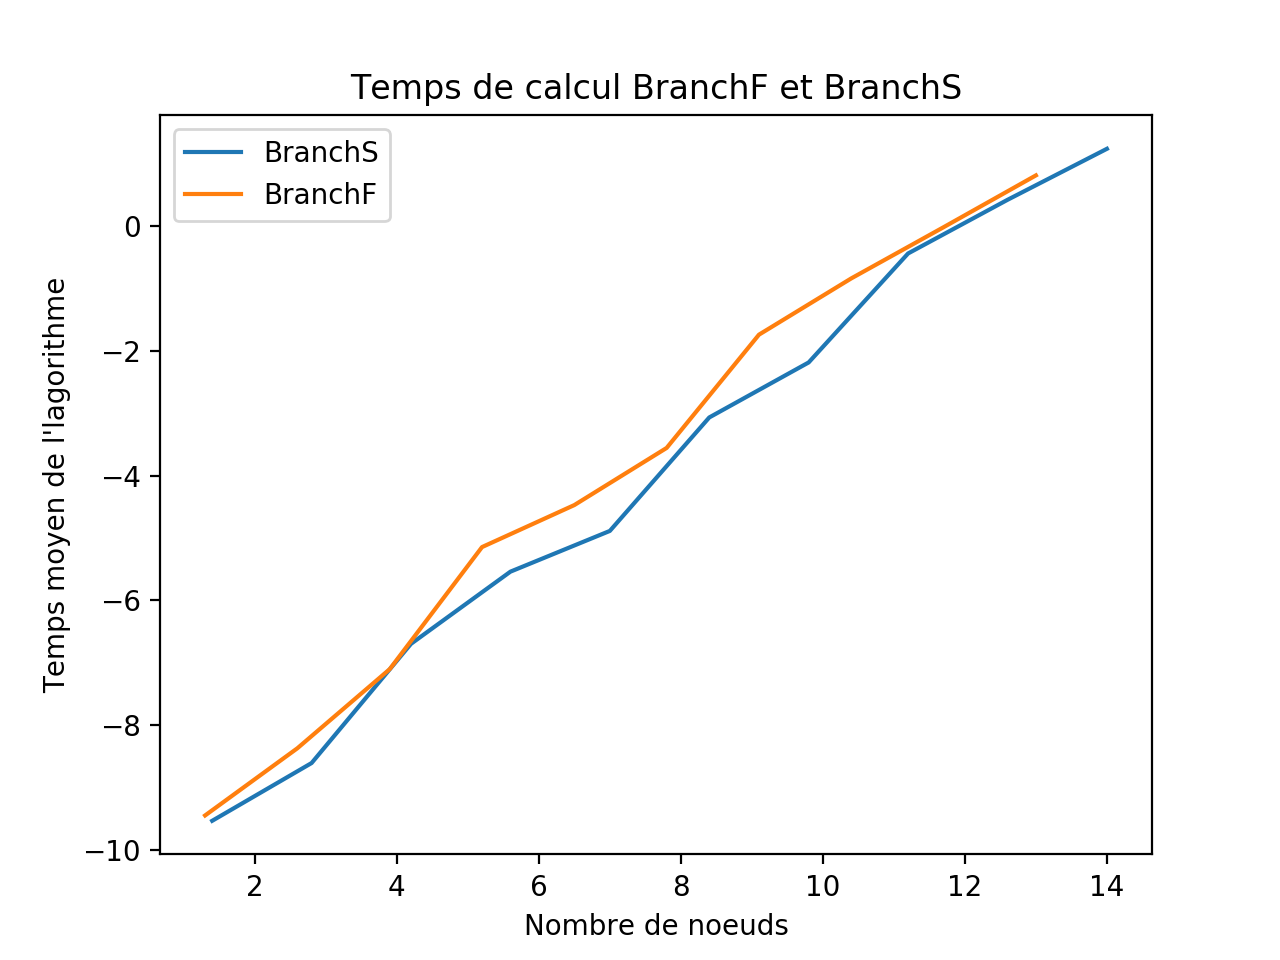 Temps de calcul BranchF et BranchS
BranchS
BranchF
Temps moyen de l'lagorithme
0
−2
−4
−6
−8
−10
2 4 6 8 10 12 14
Nombre de noeuds